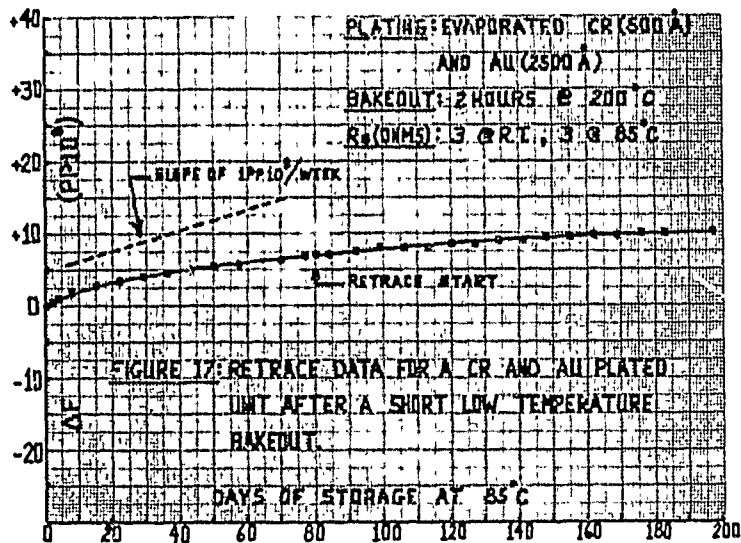 +40
PLATING: EVAPORATED CR (500 Å)
AND AU (2500 Å)
+30
BAKEOUT: 2 HOURS @ 200°C
(PP10⁸)
R₀(OHMS): 3 @ R.T., 3 @ 85°C
+20
SLOPE OF 1PP10⁸/WEEK
+10
RETRACE START
0
FIGURE 17: RETRACE DATA FOR A CR AND AU PLATED
UNIT AFTER A SHORT LOW TEMPERATURE
BAKEOUT.
-10
ΔF
-20
DAYS OF STORAGE AT 85°C
0 20 40 60 80 100 120 140 160 180 200